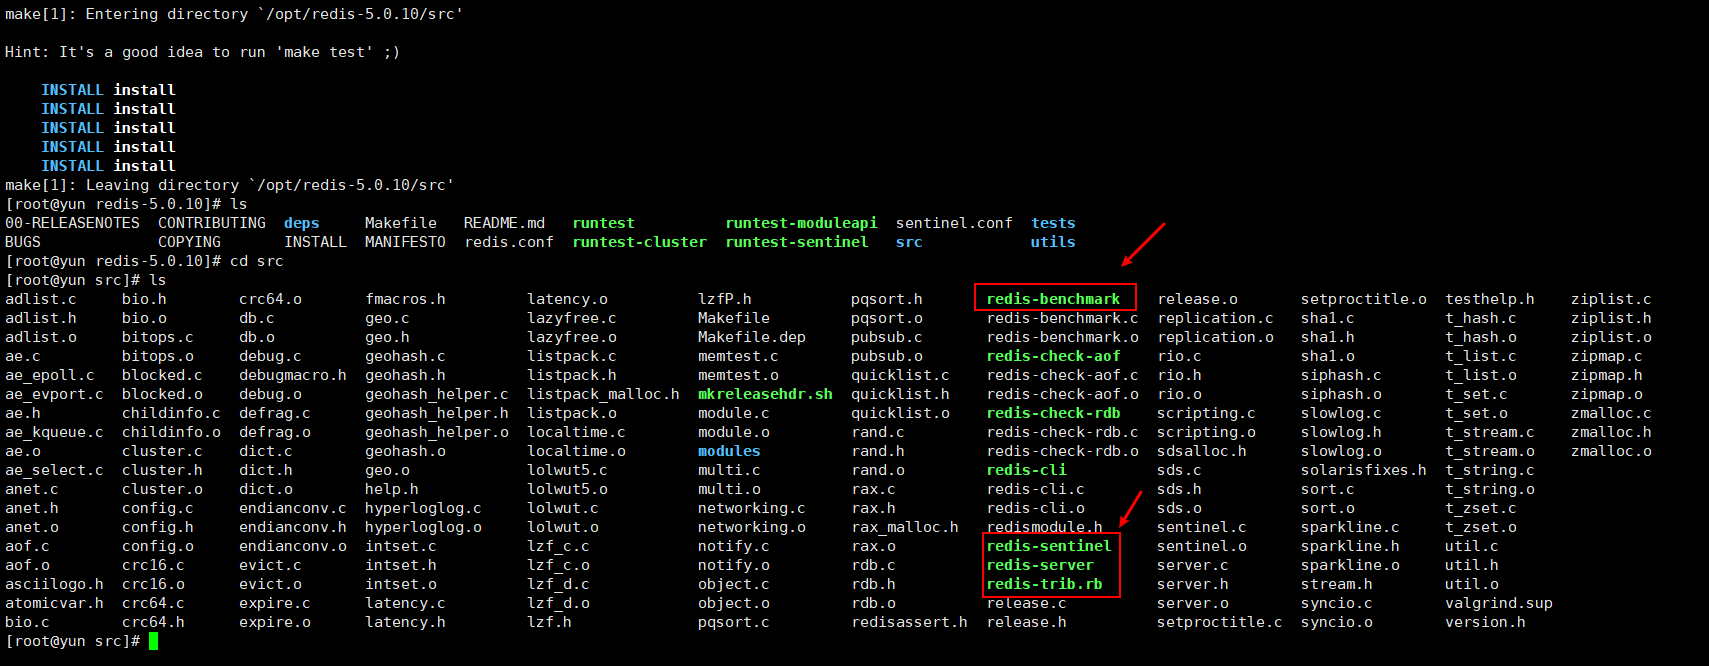 make[1]: Entering directory `/opt/redis-5.0.10/src'
Hint: It's a good idea to run 'make test' ;)
INSTALL install
INSTALL install
INSTALL install
INSTALL install
INSTALL install
make[1]: Leaving directory `/opt/redis-5.0.10/src'
[root@yun redis-5.0.10]# ls
00-RELEASENOTES CONTRIBUTING deps Makefile README.md runtest runtest-moduleapi sentinel.conf tests
BUGS COPYING INSTALL MANIFESTO redis.conf runtest-cluster runtest-sentinel src utils
[root@yun redis-5.0.10]# cd src
[root@yun src]# ls
adlist.c bio.h crc64.o fmacros.h latency.o lzfP.h pqsort.h redis-benchmark release.o setproctitle.o testhelp.h ziplist.c
adlist.h bio.o db.c geo.c lazyfree.c Makefile pqsort.o redis-benchmark.c replication.c sha1.c t_hash.c ziplist.h
adlist.o bitops.c db.o geo.h lazyfree.o Makefile.dep pubsub.c redis-benchmark.o replication.o sha1.h t_hash.o ziplist.o
ae.c bitops.o debug.c geohash.c listpack.c memtest.c pubsub.o redis-check-aof rio.c sha1.o t_list.c zipmap.c
ae_epoll.c blocked.c debugmacro.h geohash.h listpack.h memtest.o quicklist.c redis-check-aof.c rio.h siphash.c t_list.o zipmap.h
ae_evport.c blocked.o debug.o geohash_helper.c listpack_malloc.h mkreleasehdr.sh quicklist.h redis-check-aof.o rio.o siphash.o t_set.c zipmap.o
ae.h childinfo.c defrag.c geohash_helper.h listpack.o module.c quicklist.o redis-check-rdb scripting.c slowlog.c t_set.o zmalloc.c
ae_kqueue.c childinfo.o defrag.o geohash_helper.o localtime.c module.o rand.c redis-check-rdb.c scripting.o slowlog.h t_stream.c zmalloc.h
ae.o cluster.c dict.c geohash.o localtime.o modules rand.h redis-check-rdb.o sdsalloc.h slowlog.o t_stream.o zmalloc.o
ae_select.c cluster.h dict.h geo.o lolwut5.c multi.c rand.o redis-cli sds.c solarisfixes.h t_string.c
anet.c cluster.o dict.o help.h lolwut5.o multi.o rax.c redis-cli.c sds.h sort.c t_string.o
anet.h config.c endianconv.c hyperloglog.c lolwut.c networking.c rax.h redis-cli.o sds.o sort.o t_zset.c
anet.o config.h endianconv.h hyperloglog.o lolwut.o networking.o rax_malloc.h redismodule.h sentinel.c sparkline.c t_zset.o
aof.c config.o endianconv.o intset.c lzf_c.c notify.c rax.o redis-sentinel sentinel.o sparkline.h util.c
aof.o crc16.c evict.c intset.h lzf_c.o notify.o rdb.c redis-server server.c sparkline.o util.h
asciilogo.h crc16.o evict.o intset.o lzf_d.c object.c rdb.h redis-trib.rb server.h stream.h util.o
atomicvar.h crc64.c expire.c latency.c lzf_d.o object.o rdb.o release.c server.o syncio.c valgrind.sup
bio.c crc64.h expire.o latency.h lzf.h pqsort.c redisassert.h release.h setproctitle.c syncio.o version.h
[root@yun src]#